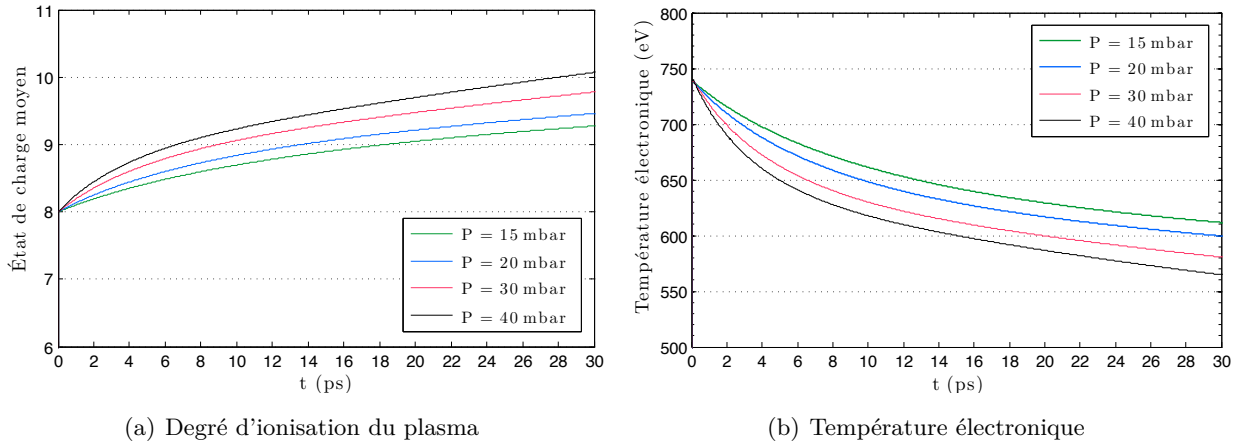 11
10
9
8
7
6
État de charge moyen
0 2 4 6 8 10 12 14 16 18 20 22 24 26 28 30
t (ps)
P = 15 mbar
P = 20 mbar
P = 30 mbar
P = 40 mbar
(a) Degré d'ionisation du plasma
800
750
700
650
600
550
500
Température électronique (eV)
0 2 4 6 8 10 12 14 16 18 20 22 24 26 28 30
t (ps)
P = 15 mbar
P = 20 mbar
P = 30 mbar
P = 40 mbar
(b) Température électronique